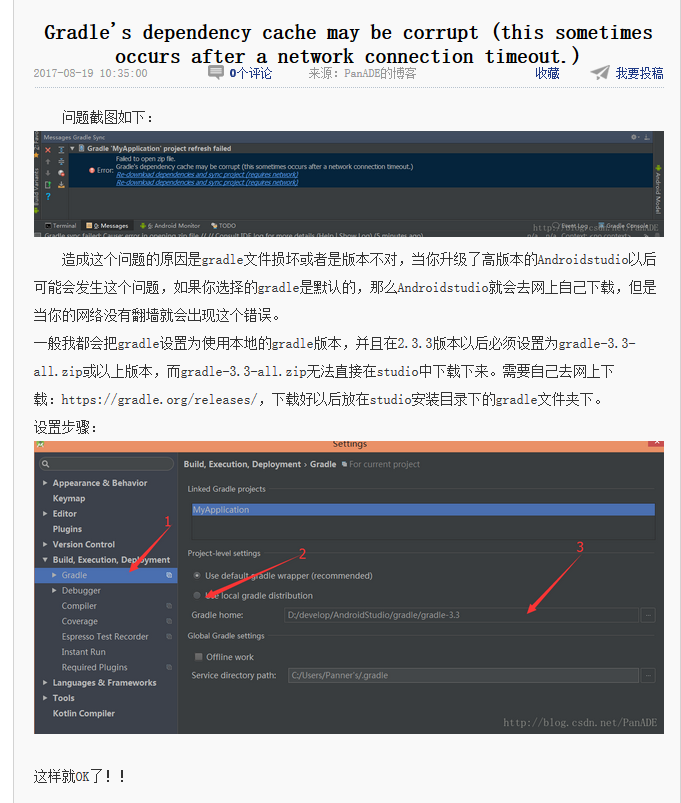 Gradle's dependency cache may be corrupt (this sometimes
occurs after a network connection timeout.)
2017-08-19 10:35:00 0个评论 来源：PanADE的博客 收藏 我要投稿
问题截图如下：
Messages Gradle Sync
Gradle 'MyApplication' project refresh failed
Failed to open zip file.
Error: Gradle's dependency cache may be corrupt (this sometimes occurs after a network connection timeout.)
Re-download dependencies and sync project (requires network)
Re-download dependencies and sync project (requires network)
Build Variants
Android Model
Terminal 0: Messages 6: Android Monitor TODO Event Log Gradle Console
http://blog.csdn.net/PanADE
造成这个问题的原因是gradle文件损坏或者是版本不对，当你升级了高版本的Androidstudio以后
可能会发生这个问题，如果你选择的gradle是默认的，那么Androidstudio就会去网上自己下载，但是
当你的网络没有翻墙就会出现这个错误。
一般我都会把gradle设置为使用本地的gradle版本，并且在2.3.3版本以后必须设置为gradle-3.3-
all.zip或以上版本，而gradle-3.3-all.zip无法直接在studio中下载下来。需要自己去网上下
载：https://gradle.org/releases/，下载好以后放在studio安装目录下的gradle文件夹下。
设置步骤：
Settings
Build, Execution, Deployment › Gradle For current project
Appearance & Behavior
Keymap
Editor
Plugins
Version Control
Build, Execution, Deployment
Gradle
Debugger
Compiler
Coverage
Espresso Test Recorder
Instant Run
Required Plugins
Languages & Frameworks
Tools
Kotlin Compiler
Linked Gradle projects
MyApplication
Project-level settings
Use default gradle wrapper (recommended)
Use local gradle distribution
Gradle home: D:/develop/AndroidStudio/gradle/gradle-3.3
Global Gradle settings
Offline work
Service directory path: C:/Users/Panner's/.gradle
1
2
3
http://blog.csdn.net/PanADE
这样就OK了！！